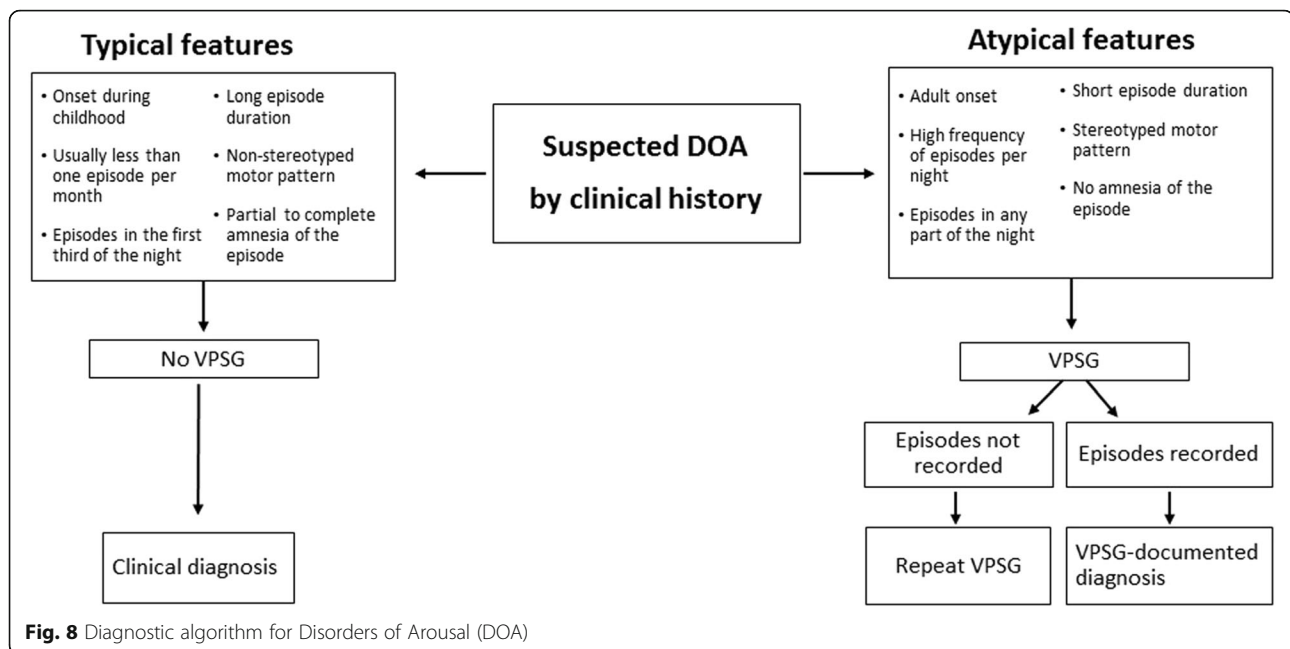 Typical features
• Onset during
childhood
• Usually less than
one episode per
month
• Episodes in the first
third of the night
• Long episode
duration
• Non-stereotyped
motor pattern
• Partial to complete
amnesia of the
episode
No VPSG
Clinical diagnosis
Suspected DOA
by clinical history
Atypical features
• Adult onset
• High frequency
of episodes per
night
• Episodes in any
part of the night
• Short episode duration
• Stereotyped motor
pattern
• No amnesia of the
episode
VPSG
Episodes not
recorded
Episodes recorded
Repeat VPSG
VPSG-documented
diagnosis
Fig. 8 Diagnostic algorithm for Disorders of Arousal (DOA)